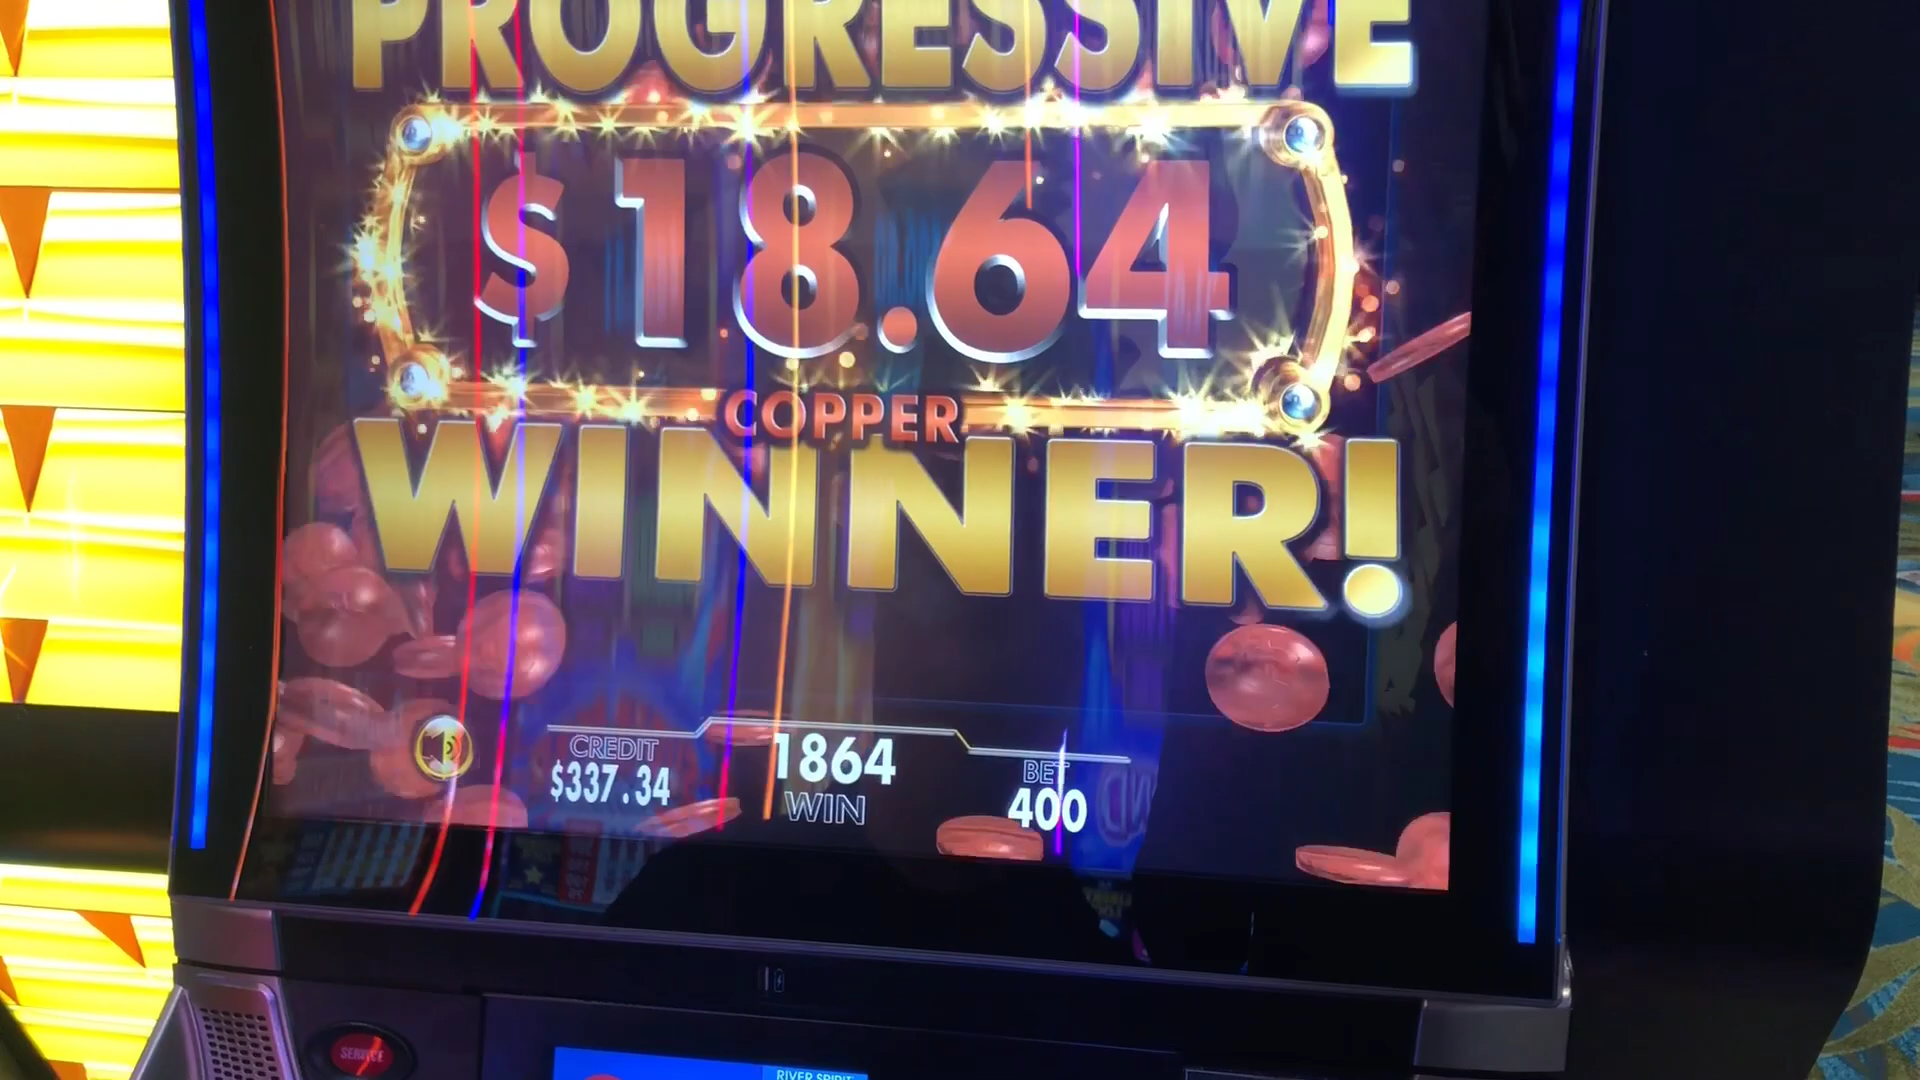 PROGRESSIVE
$18.64
COPPER
WINNER!
CREDIT
$337.34
1864
WIN
BET
400
SERVICE
RIVER SPIRIT